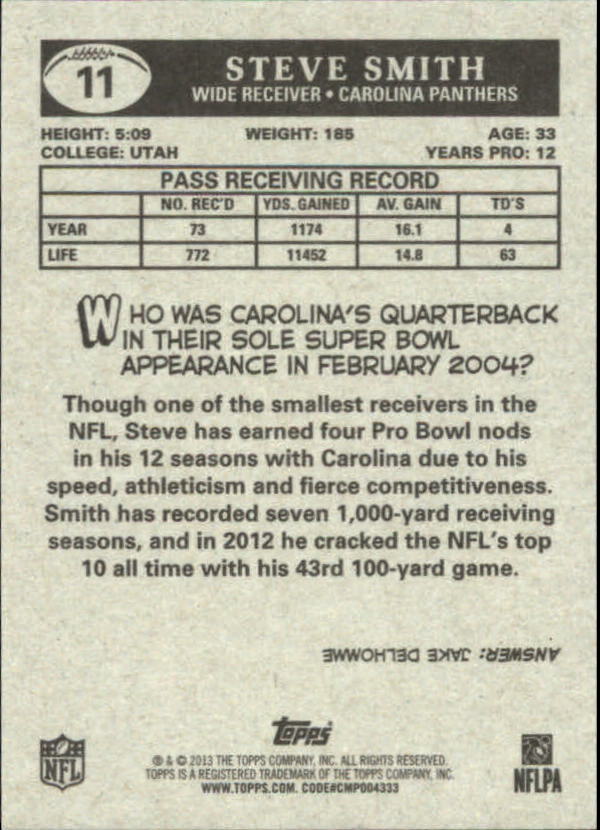 11
STEVE SMITH
WIDE RECEIVER • CAROLINA PANTHERS
HEIGHT: 5:09 WEIGHT: 185 AGE: 33
COLLEGE: UTAH YEARS PRO: 12
PASS RECEIVING RECORD
NO. REC'D YDS. GAINED AV. GAIN TD'S
YEAR 73 1174 16.1 4
LIFE 772 11452 14.8 63
WHO WAS CAROLINA'S QUARTERBACK
IN THEIR SOLE SUPER BOWL
APPEARANCE IN FEBRUARY 2004?
Though one of the smallest receivers in the
NFL, Steve has earned four Pro Bowl nods
in his 12 seasons with Carolina due to his
speed, athleticism and fierce competitiveness.
Smith has recorded seven 1,000-yard receiving
seasons, and in 2012 he cracked the NFL's top
10 all time with his 43rd 100-yard game.
ANSWER: JAKE DELHOMME
topps
® & © 2013 THE TOPPS COMPANY, INC. ALL RIGHTS RESERVED.
TOPPS IS A REGISTERED TRADEMARK OF THE TOPPS COMPANY, INC.
WWW.TOPPS.COM. CODE#CMP004333
NFL
NFLPA